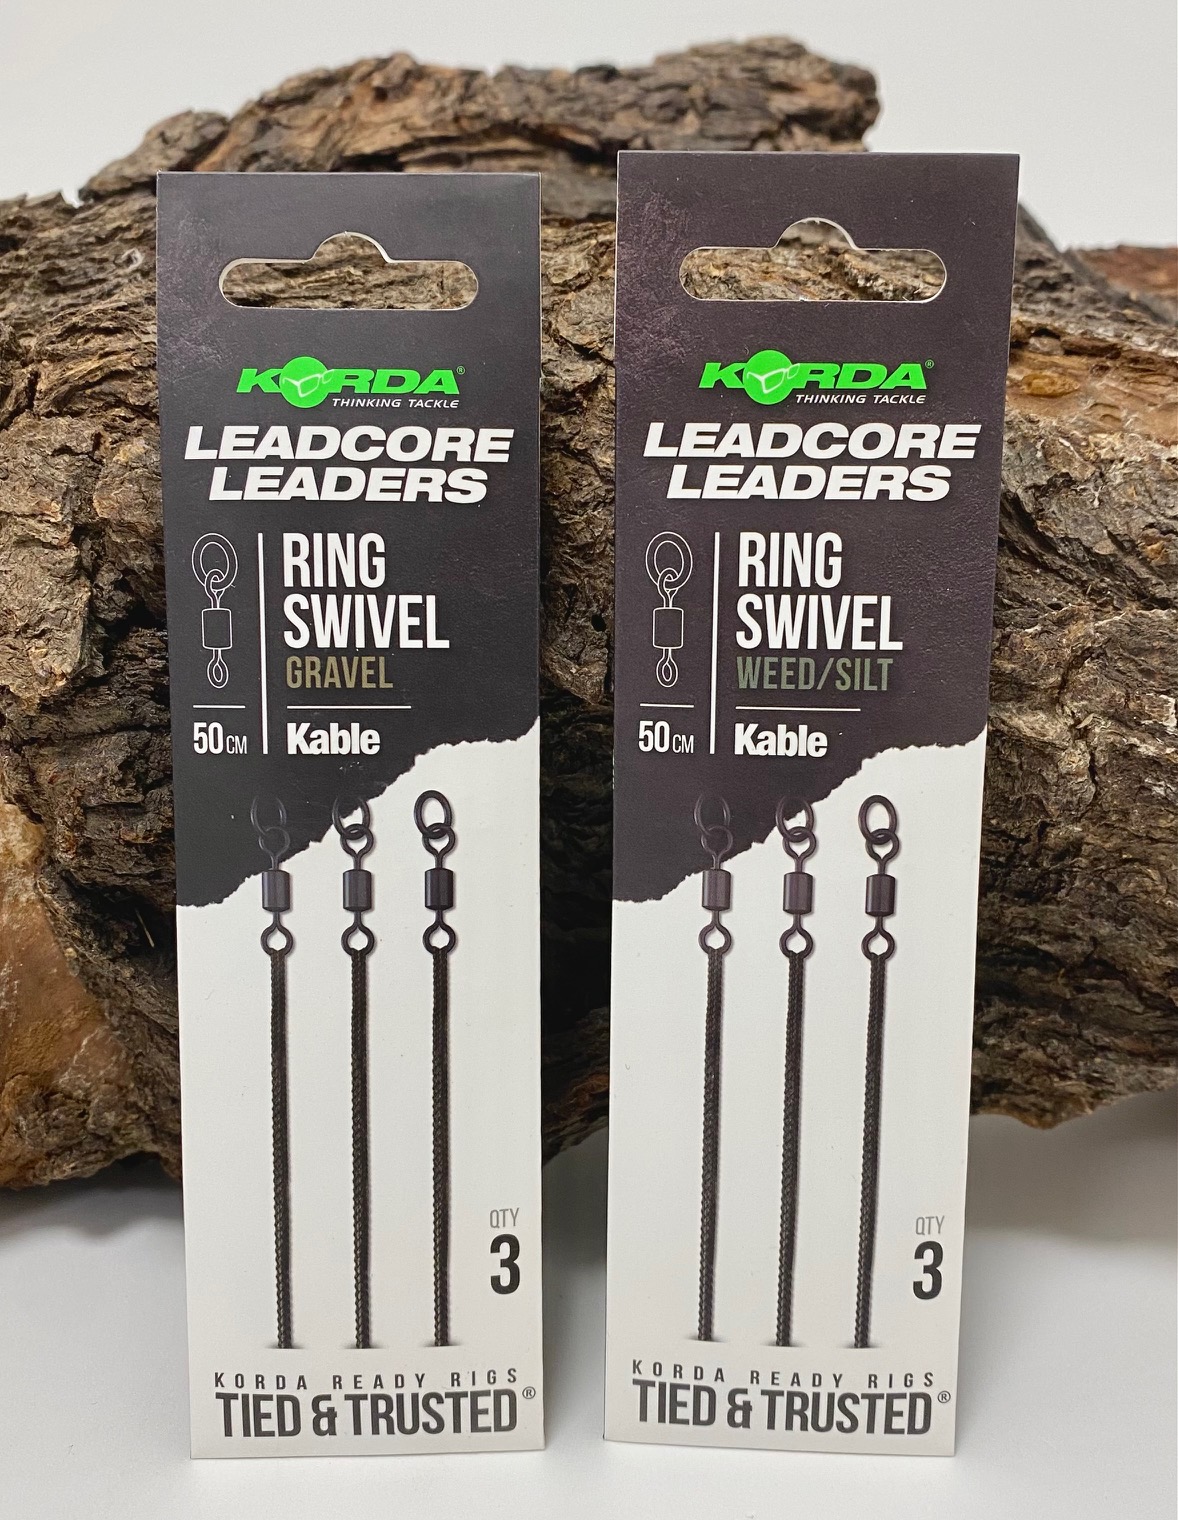 KORDA®
THINKING TACKLE
LEADCORE
LEADERS
RING
SWIVEL
GRAVEL
50CM
Kable
QTY
3
KORDA READY RIGS
TIED & TRUSTED®
KORDA®
THINKING TACKLE
LEADCORE
LEADERS
RING
SWIVEL
WEED/SILT
50CM
Kable
QTY
3
KORDA READY RIGS
TIED & TRUSTED®